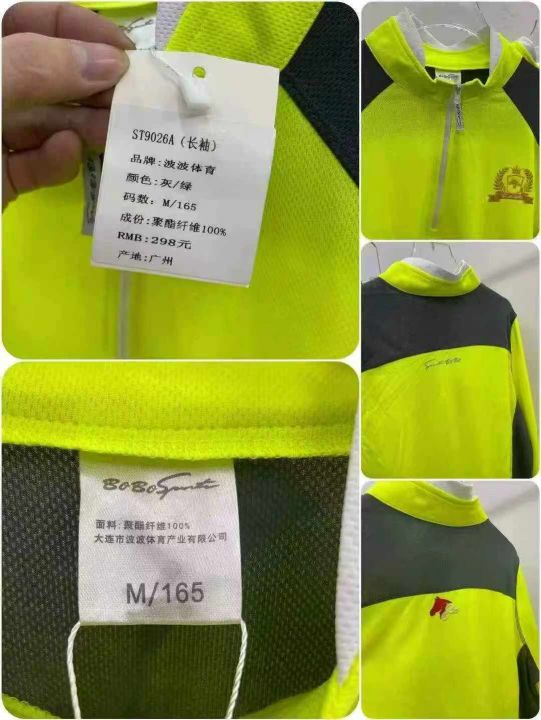 ST9026A（长袖）
品牌：波波体育
颜色：灰/绿
码数：M/165
成份：聚酯纤维100%
RMB：298元
产地：广州
BOBOSports
面料：聚酯纤维100%
大连市波波体育产业有限公司
M/165